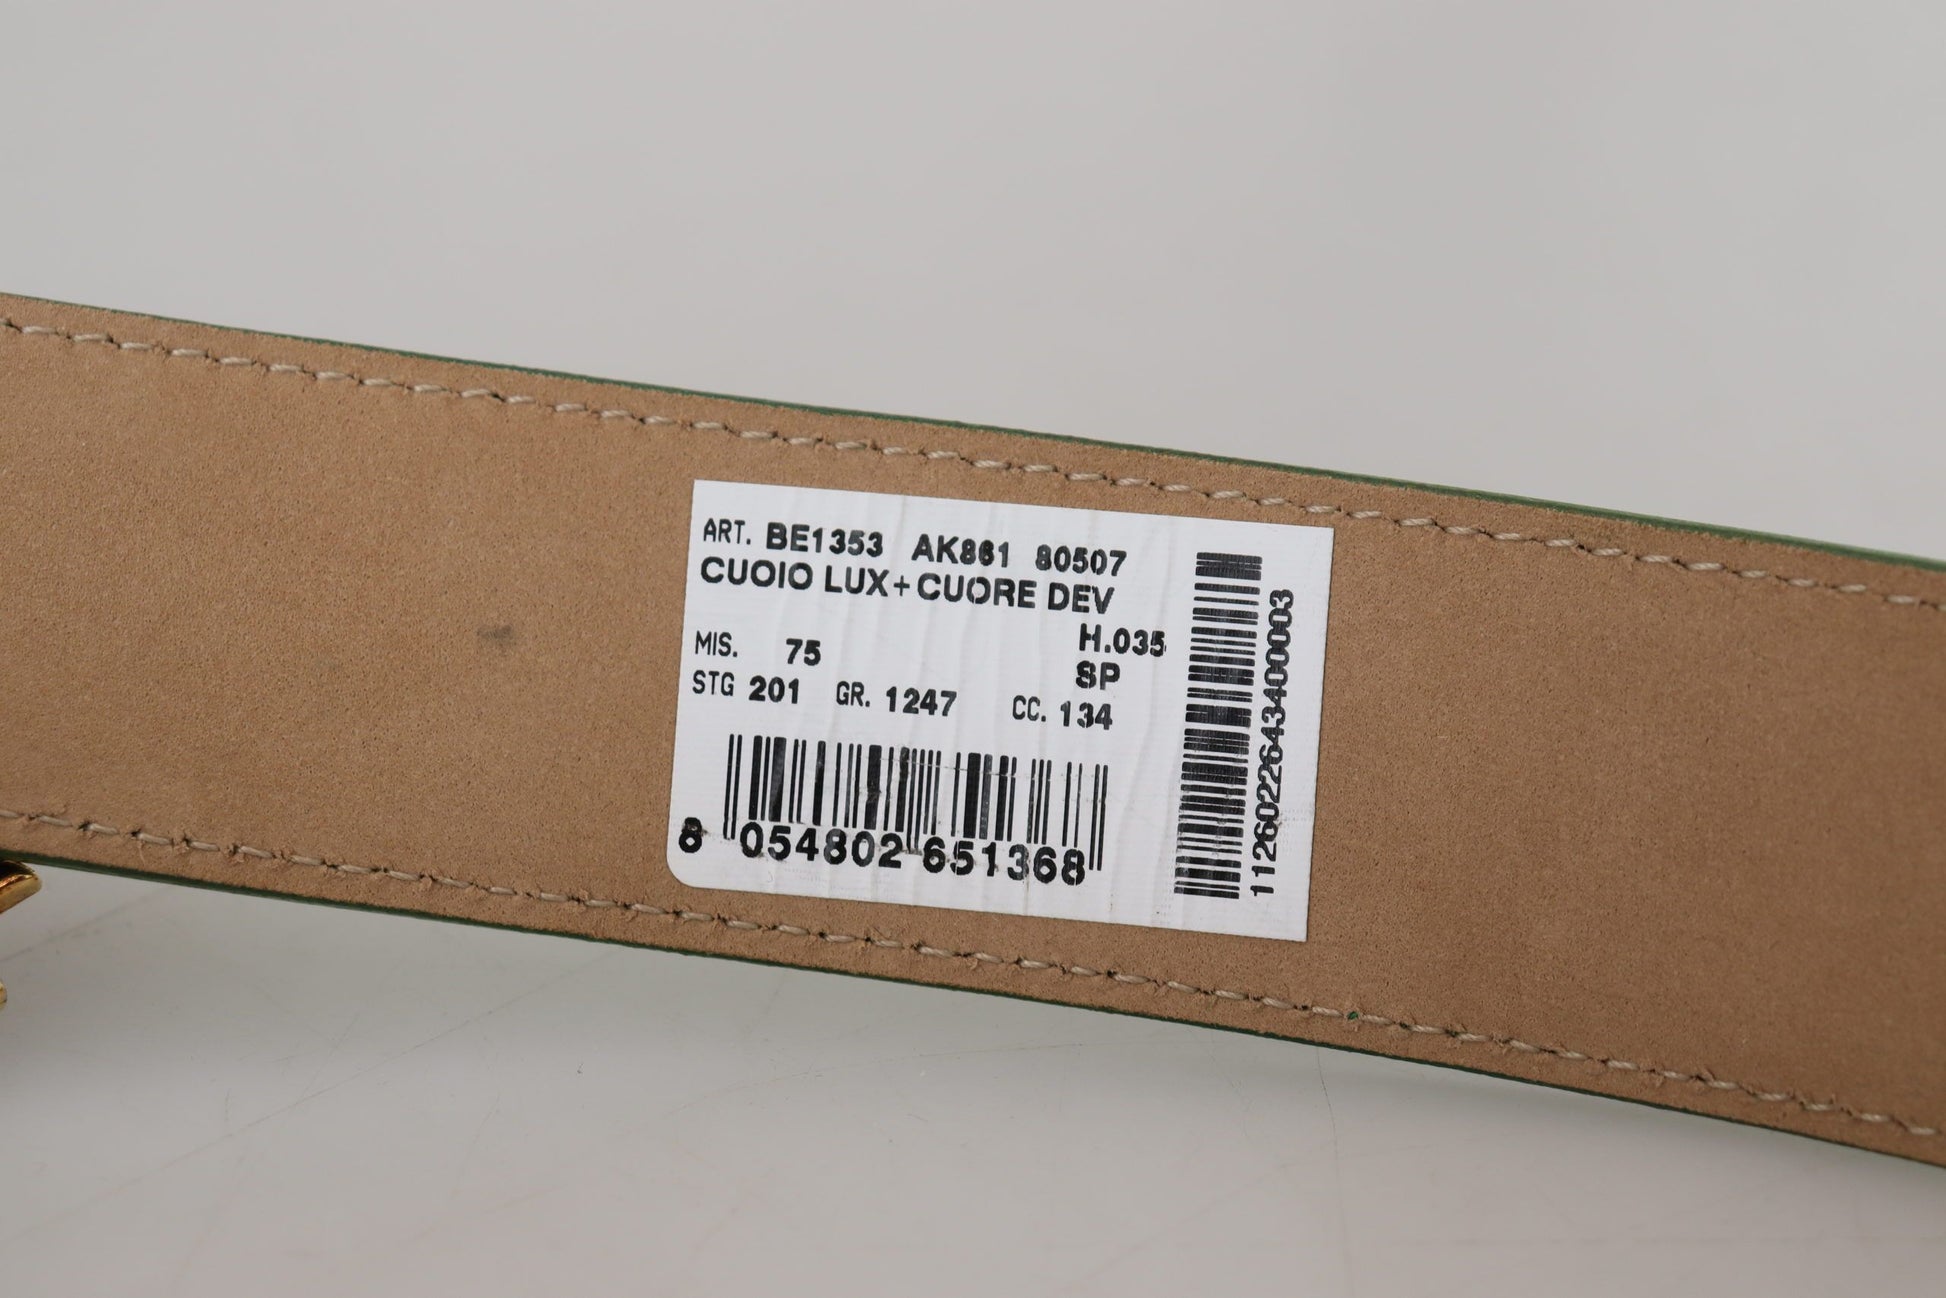 ART. BE1353 AK861 80507
CUOIO LUX+CUORE DEV
MIS. 75 H.035
SP
STG 201 GR. 1247 CC. 134
8 054802 651368
11260226434000003